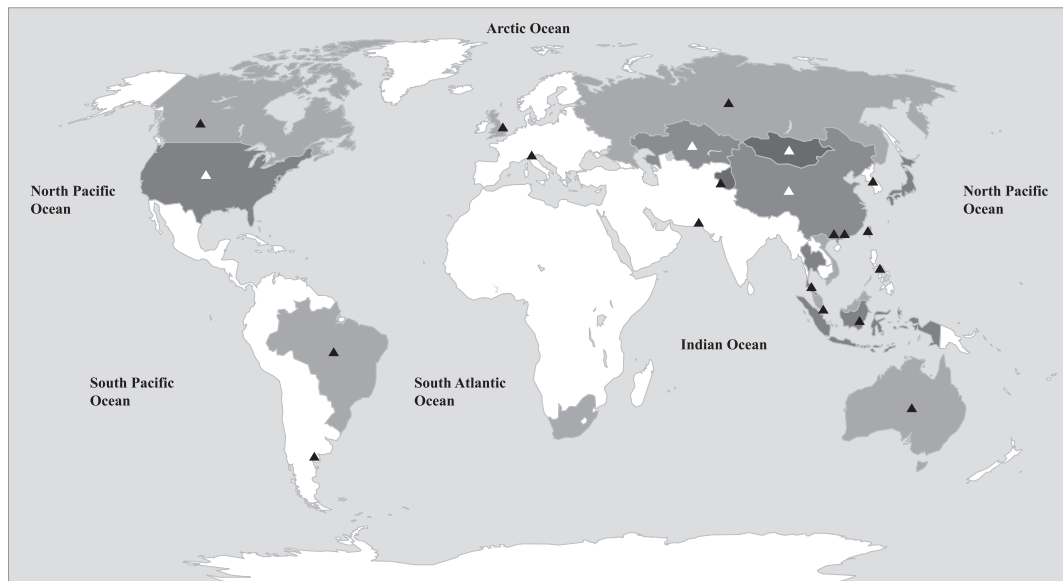 Arctic Ocean
North Pacific
Ocean
North Pacific
Ocean
Indian Ocean
South Pacific
Ocean
South Atlantic
Ocean